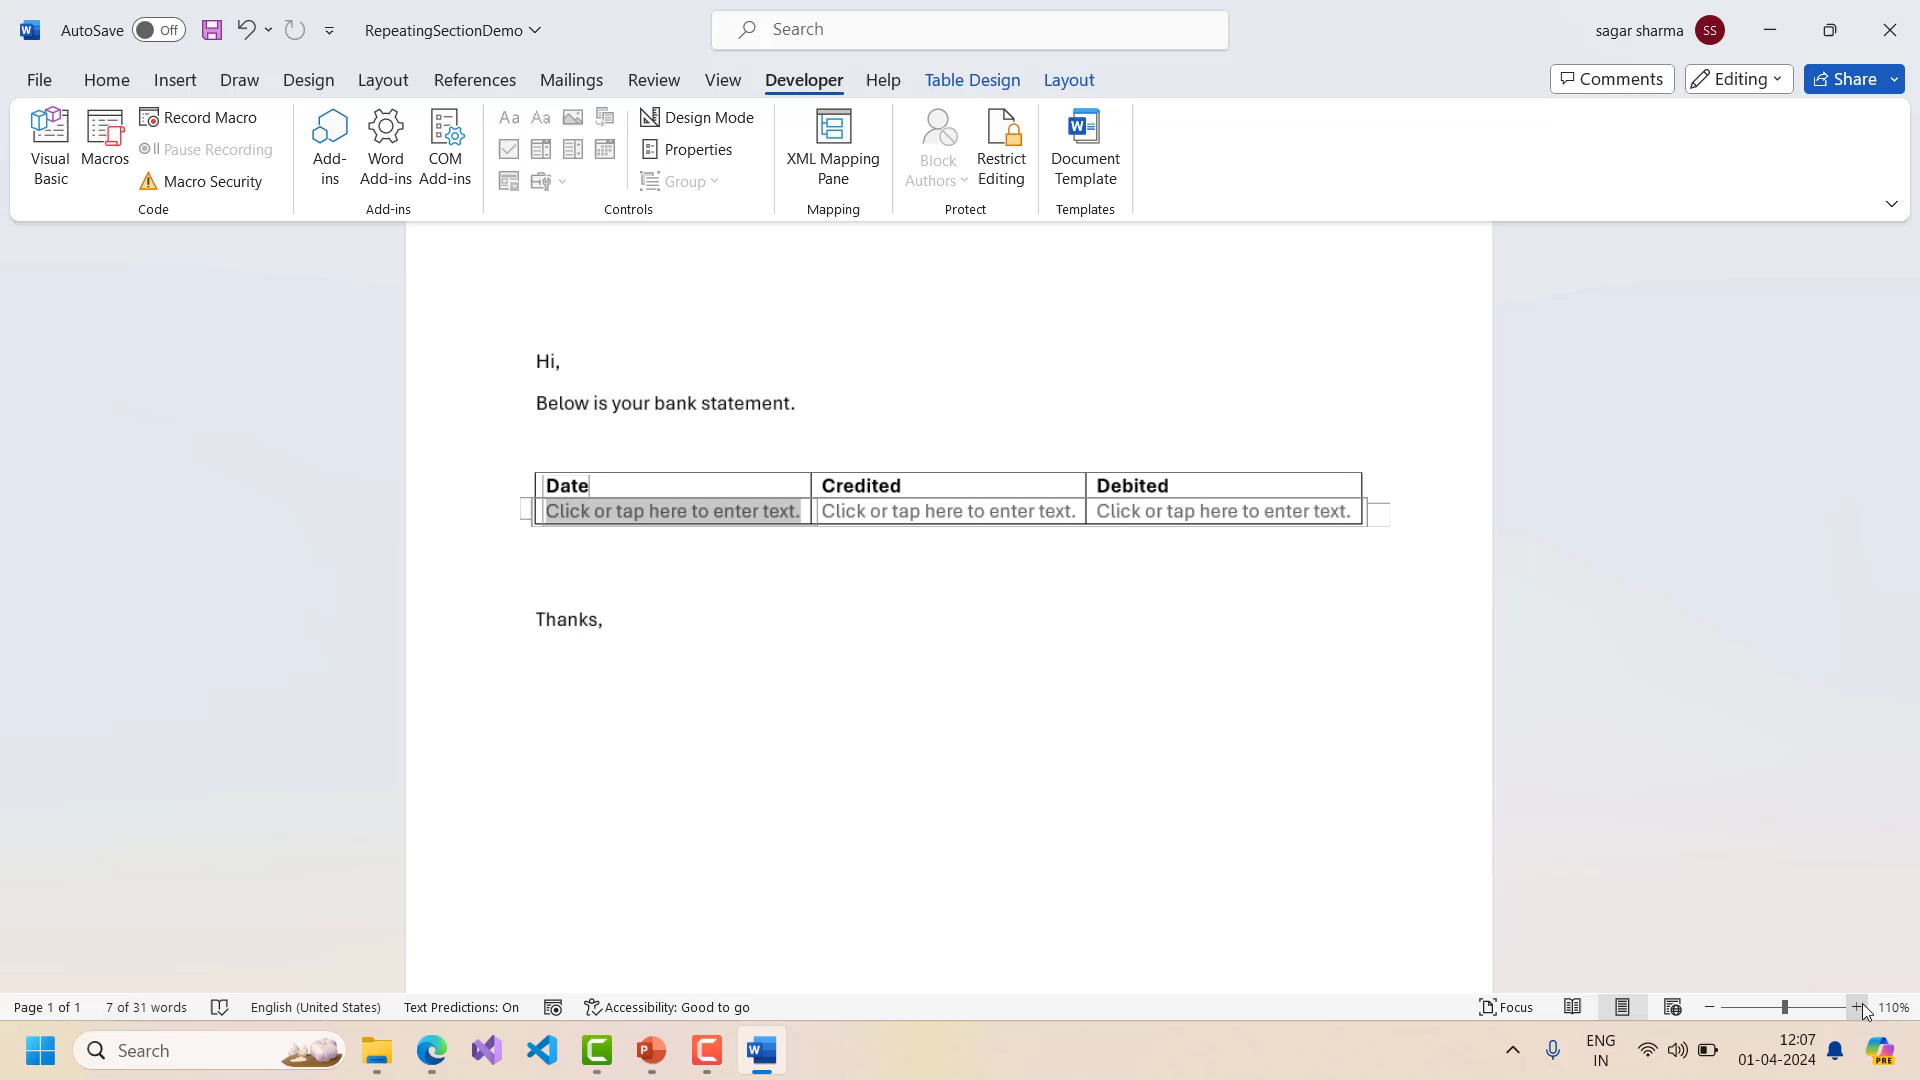 AutoSave Off RepeatingSectionDemo Search sagar sharma SS
File Home Insert Draw Design Layout References Mailings Review View Developer Help Table Design Layout Comments Editing Share
Visual Basic
Macros
Record Macro
Pause Recording
Macro Security
Code
Add-ins
Word Add-ins
COM Add-ins
Add-ins
Aa Aa
Design Mode
Properties
Group
Controls
XML Mapping Pane
Mapping
Block Authors
Restrict Editing
Protect
Document Template
Templates
Hi,
Below is your bank statement.
Date Credited Debited
Click or tap here to enter text. Click or tap here to enter text. Click or tap here to enter text.
Thanks,
Page 1 of 1 7 of 31 words English (United States) Text Predictions: On Accessibility: Good to go Focus 110%
Search ENG IN 12:07 01-04-2024 PRE